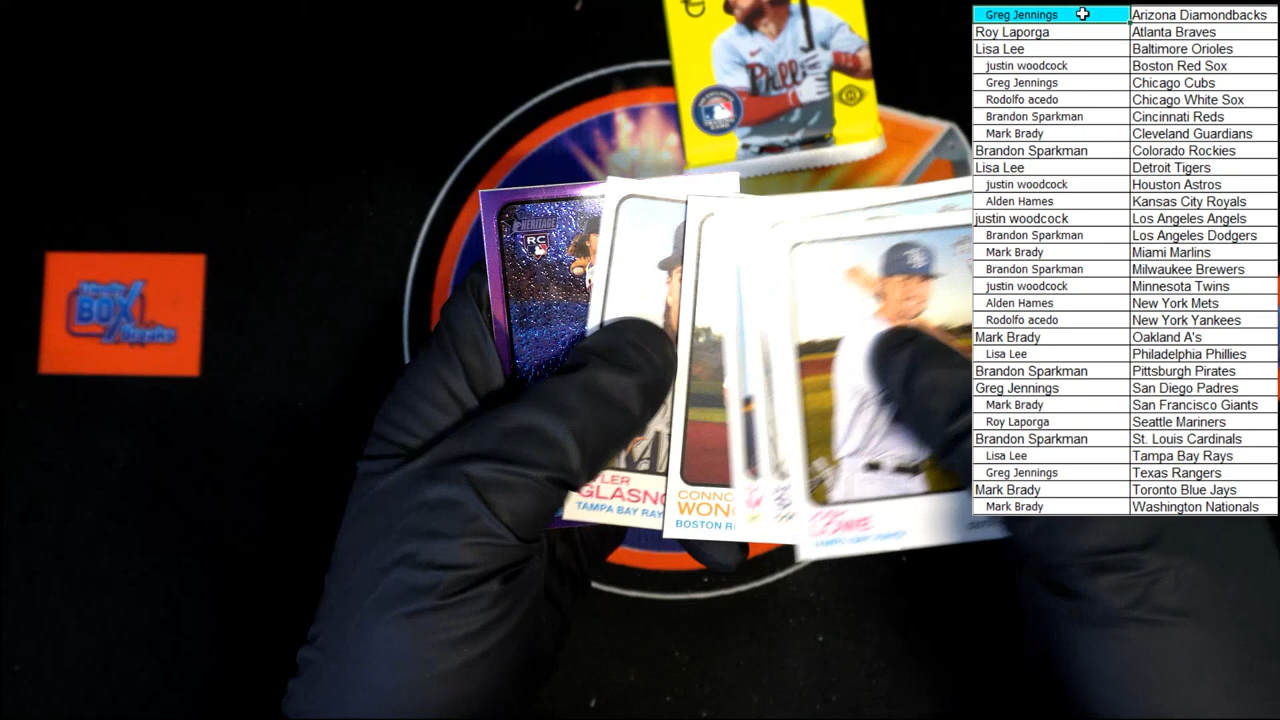 Greg Jennings Arizona Diamondbacks
Roy Laporga Atlanta Braves
Lisa Lee Baltimore Orioles
justin woodcock Boston Red Sox
Greg Jennings Chicago Cubs
Rodolfo acedo Chicago White Sox
Brandon Sparkman Cincinnati Reds
Mark Brady Cleveland Guardians
Brandon Sparkman Colorado Rockies
Lisa Lee Detroit Tigers
justin woodcock Houston Astros
Alden Hames Kansas City Royals
justin woodcock Los Angeles Angels
Brandon Sparkman Los Angeles Dodgers
Mark Brady Miami Marlins
Brandon Sparkman Milwaukee Brewers
justin woodcock Minnesota Twins
Alden Hames New York Mets
Rodolfo acedo New York Yankees
Mark Brady Oakland A's
Lisa Lee Philadelphia Phillies
Brandon Sparkman Pittsburgh Pirates
Greg Jennings San Diego Padres
Mark Brady San Francisco Giants
Roy Laporga Seattle Mariners
Brandon Sparkman St. Louis Cardinals
Lisa Lee Tampa Bay Rays
Greg Jennings Texas Rangers
Mark Brady Toronto Blue Jays
Mark Brady Washington Nationals
Phillies
HERITAGE
RC
BOX
LER
GLASNO
TAMPA BAY RAY
CONNO
WON
BOSTON R